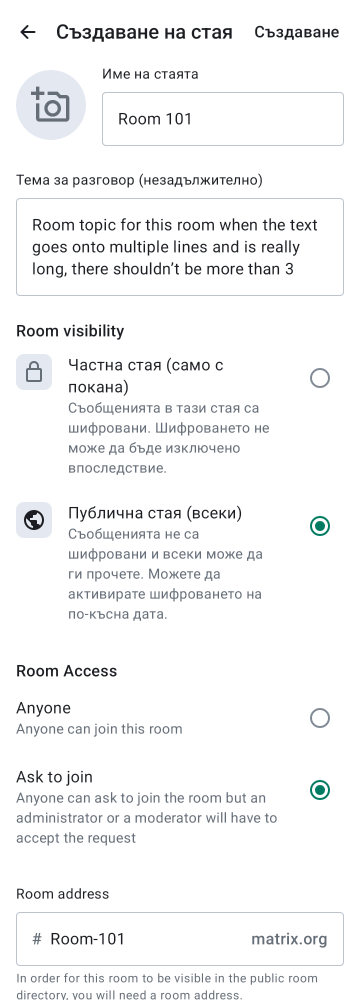 Създаване на стая
Създаване
Име на стаята
Room 101
Тема за разговор (незадължително)
Room topic for this room when the text
goes onto multiple lines and is really
long, there shouldn’t be more than 3
Room visibility
Частна стая (само с
покана)
Съобщенията в тази стая са
шифровани. Шифроването не
може да бъде изключено
впоследствие.
Публична стая (всеки)
Съобщенията не са
шифровани и всеки може да
ги прочете. Можете да
активирате шифроването на
по-късна дата.
Room Access
Anyone
Anyone can join this room
Ask to join
Anyone can ask to join the room but an
administrator or a moderator will have to
accept the request
Room address
# Room-101 matrix.org
In order for this room to be visible in the public room
directory, you will need a room address.